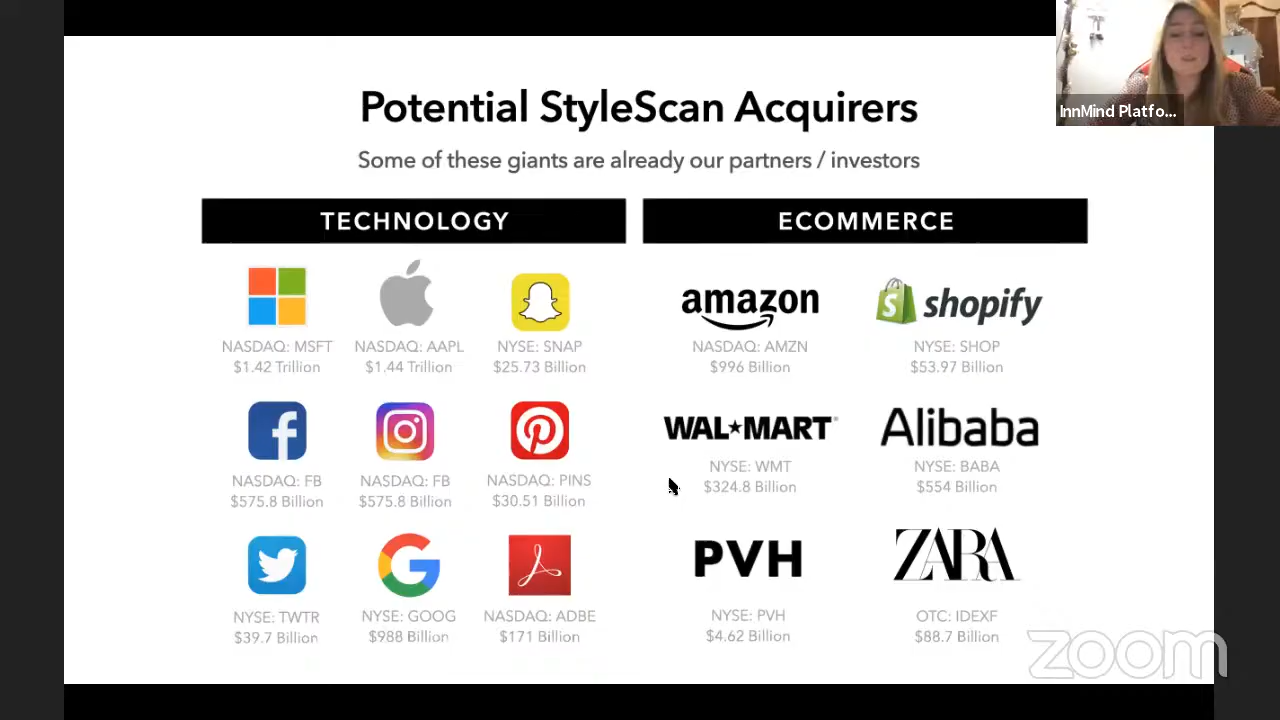 Potential StyleScan Acquirers
Some of these giants are already our partners / investors
TECHNOLOGY
NASDAQ: MSFT
$1.42 Trillion
NASDAQ: AAPL
$1.44 Trillion
NYSE: SNAP
$25.73 Billion
NASDAQ: FB
$575.8 Billion
NASDAQ: FB
$575.8 Billion
NASDAQ: PINS
$30.51 Billion
NYSE: TWTR
$39.7 Billion
NYSE: GOOG
$988 Billion
NASDAQ: ADBE
$171 Billion
ECOMMERCE
amazon
NASDAQ: AMZN
$996 Billion
shopify
NYSE: SHOP
$53.97 Billion
WAL★MART
NYSE: WMT
$324.8 Billion
Alibaba
NYSE: BABA
$554 Billion
PVH
NYSE: PVH
$4.62 Billion
ZARA
OTC: IDEXF
$88.7 Billion
InnMind Platfo...
zoom